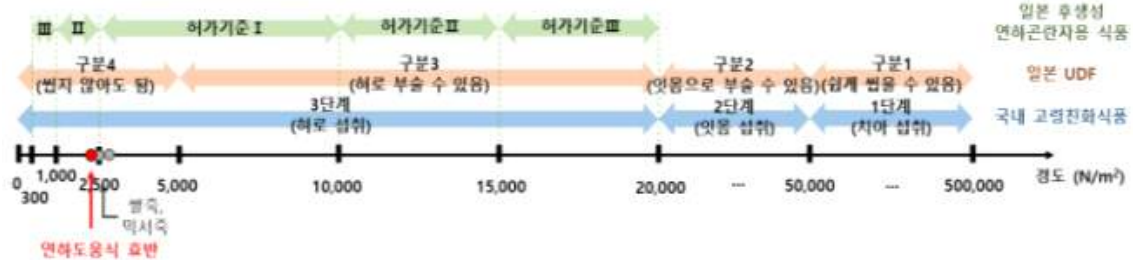 일본 후생성
연하곤란자용 식품
III II 허가기준 I 허가기준II 허가기준III
구분4 구분3 구분2 구분1 일본 UDF
(씹지 않아도 됨) (혀로 부술 수 있음) (잇몸으로 부술 수 있음) (쉽게 씹을 수 있음)
3단계 2단계 1단계 국내 고령친화식품
(혀로 섭취) (잇몸 섭취) (치아 섭취)
0 300 1,000 2,500 5,000 10,000 15,000 20,000 ... 50,000 ... 500,000 경도 (N/m²)
쌀죽,
믹서죽
연하도움식 효반